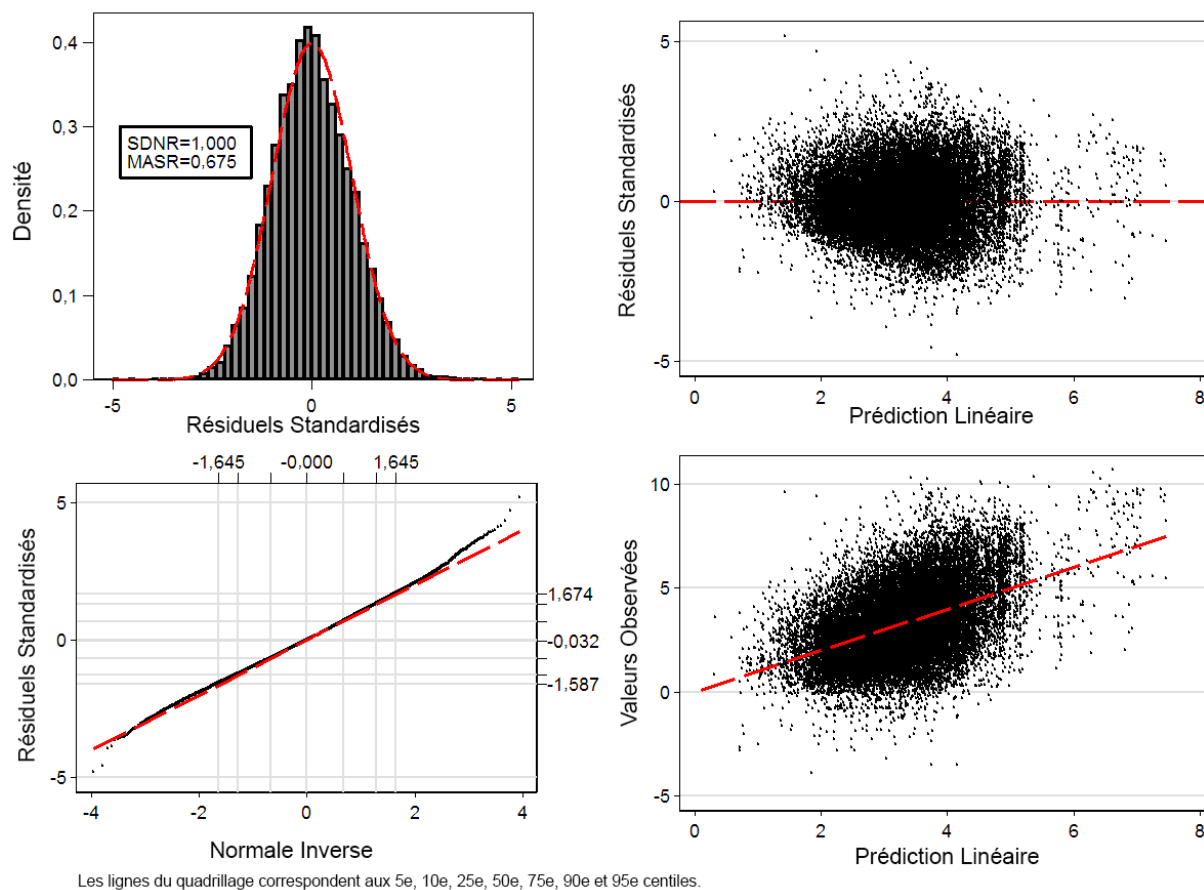 0,4
0,3
0,2
0,1
0,0
Densité
SDNR=1,000
MASR=0,675
-5 0 5
Résiduels Standardisés
5
0
-5
Résiduels Standardisés
0 2 4 6 8
Prédiction Linéaire
-1,645 -0,000 1,645
5
0
-5
Résiduels Standardisés
1,674
-0,032
-1,587
-4 -2 0 2 4
Normale Inverse
10
5
0
-5
Valeurs Observées
0 2 4 6 8
Prédiction Linéaire
Les lignes du quadrillage correspondent aux 5e, 10e, 25e, 50e, 75e, 90e et 95e centiles.